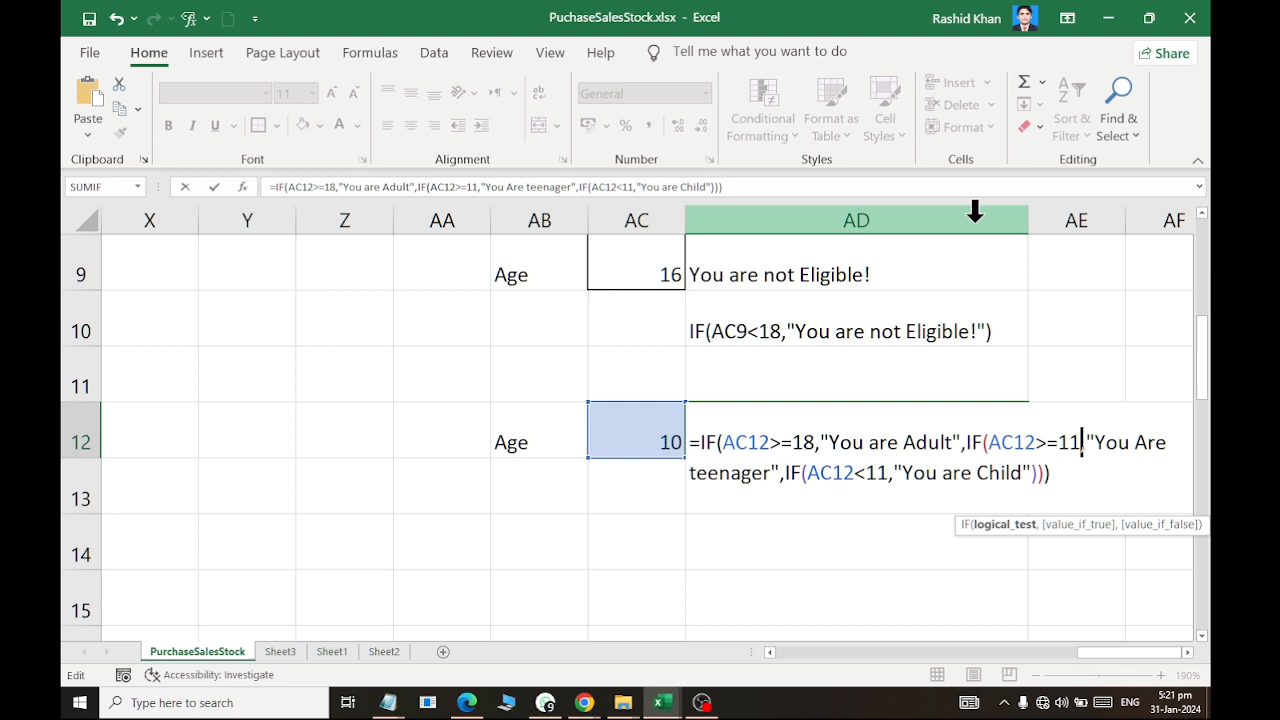 PuchaseSalesStock.xlsx - Excel
Rashid Khan
File Home Insert Page Layout Formulas Data Review View Help Tell me what you want to do Share
Paste
11
B I U
A A
ab
General
% ,
Conditional Formatting
Format as Table
Cell Styles
Insert
Delete
Format
Sort & Filter
Find & Select
Clipboard Font Alignment Number Styles Cells Editing
SUMIF fx =IF(AC12>=18,"You are Adult",IF(AC12>=11,"You Are teenager",IF(AC12<11,"You are Child")))
X Y Z AA AB AC AD AE AF
9 Age 16 You are not Eligible!
10 IF(AC9<18,"You are not Eligible!")
11
12 Age 10 =IF(AC12>=18,"You are Adult",IF(AC12>=11,"You Are
teenager",IF(AC12<11,"You are Child")))
13
IF(logical_test, [value_if_true], [value_if_false])
14
15
PurchaseSalesStock Sheet3 Sheet1 Sheet2
Edit Accessibility: Investigate 190%
Type here to search
ENG
5:21 pm
31-Jan-2024